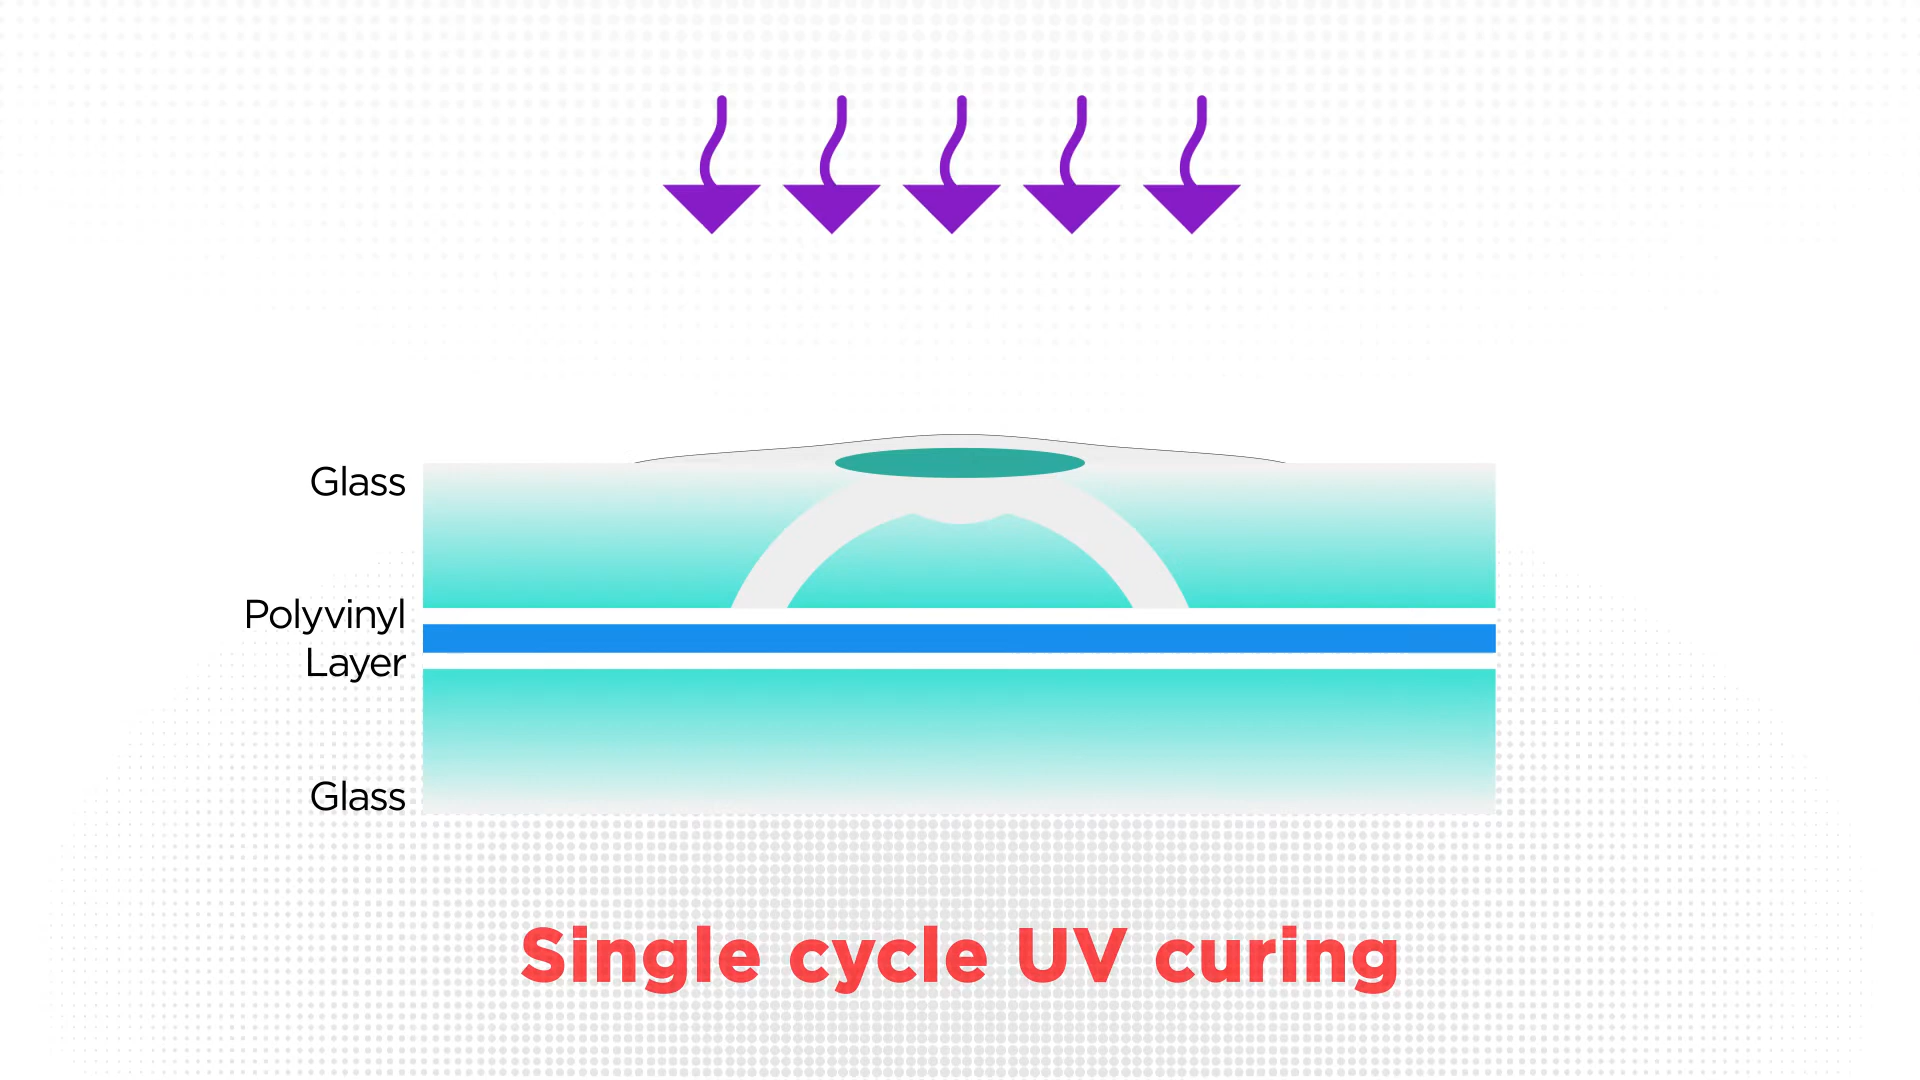 Glass
Polyvinyl
Layer
Glass
Single cycle UV curing